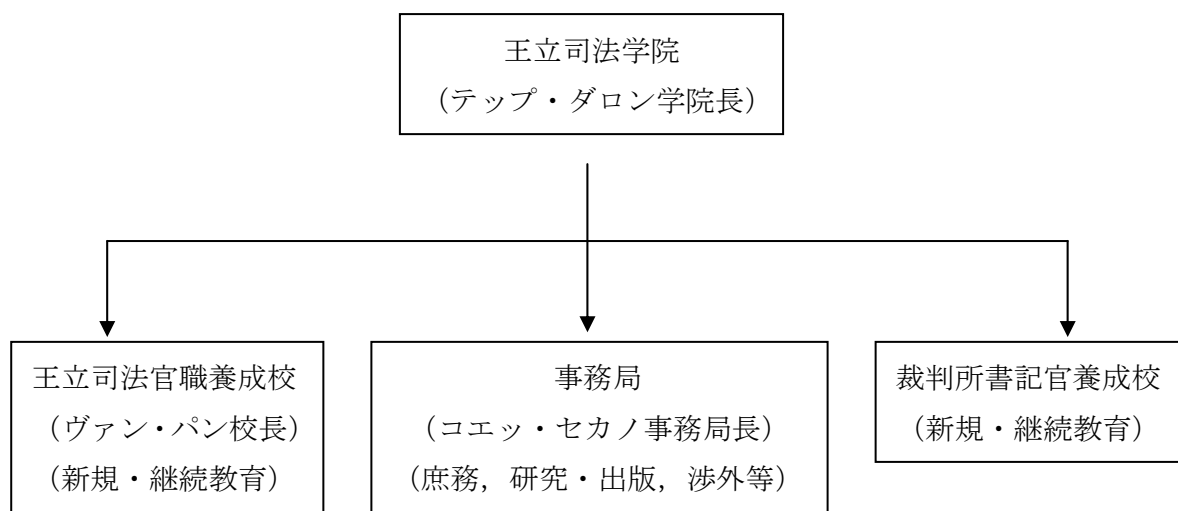 王立司法学院
（テップ・ダロン学院長）
王立司法官職養成校
（ヴァン・パン校長）
（新規・継続教育）
事務局
（コエッ・セカノ事務局長）
（庶務，研究・出版，渉外等）
裁判所書記官養成校
（新規・継続教育）